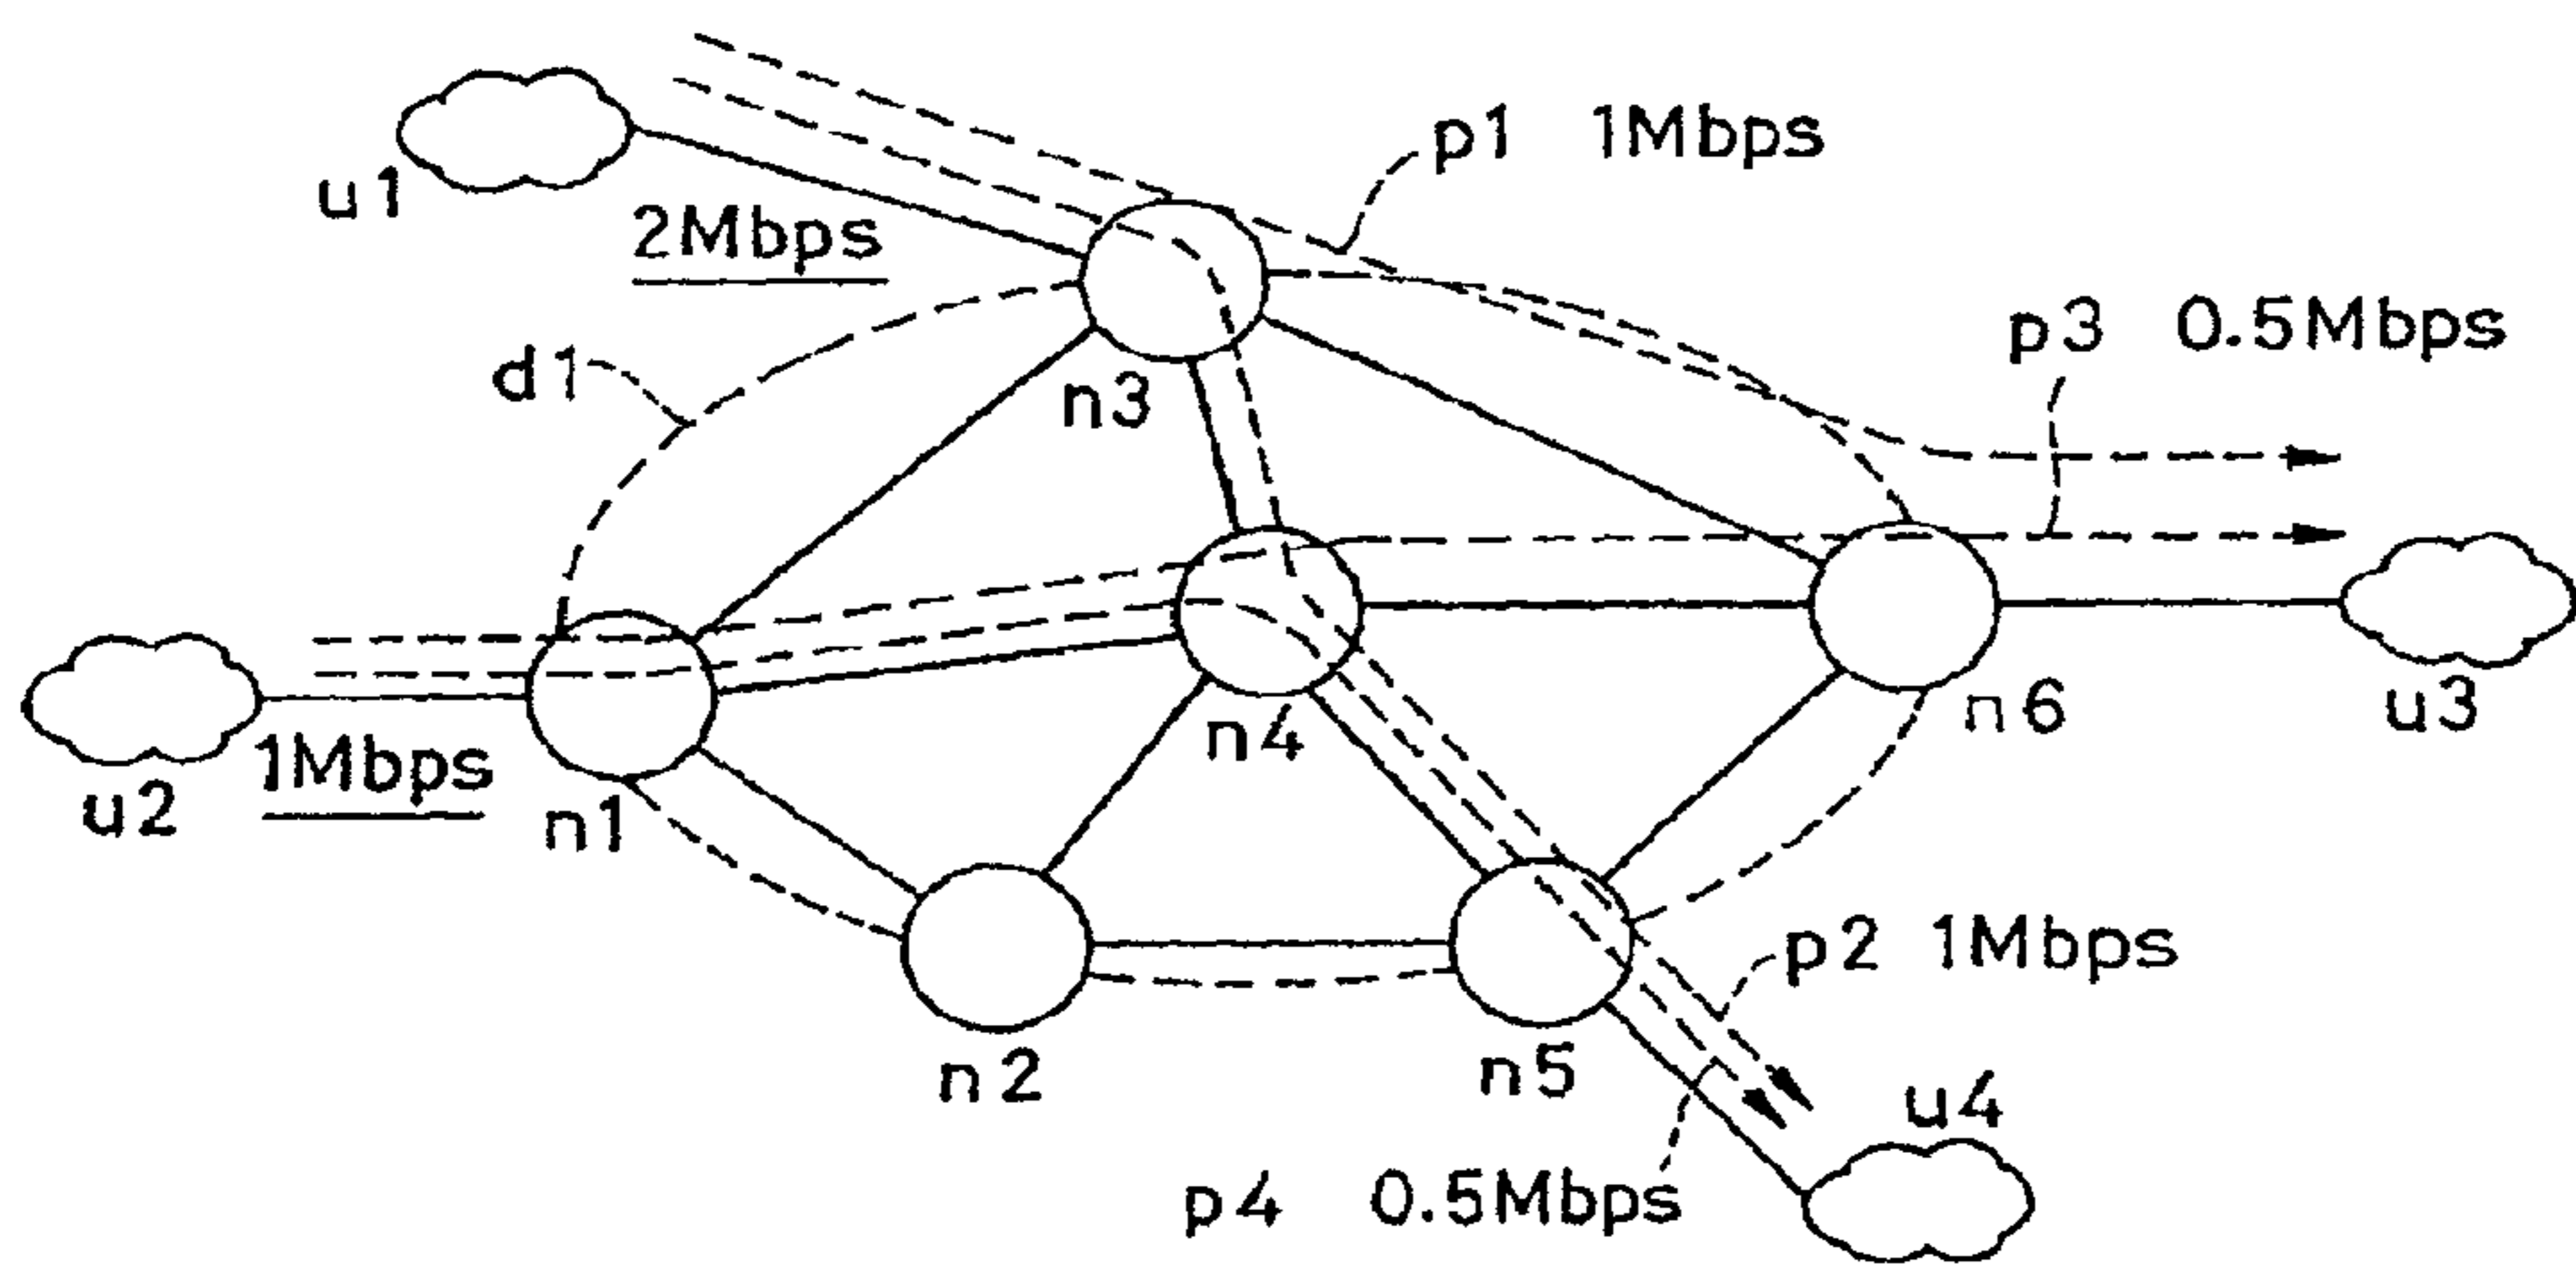 p1 1Mbps
u1
2Mbps
p3 0.5Mbps
d1
n3
n6
u3
n4
1Mbps
u2
n1
p2 1Mbps
n2
n5
u4
p4 0.5Mbps